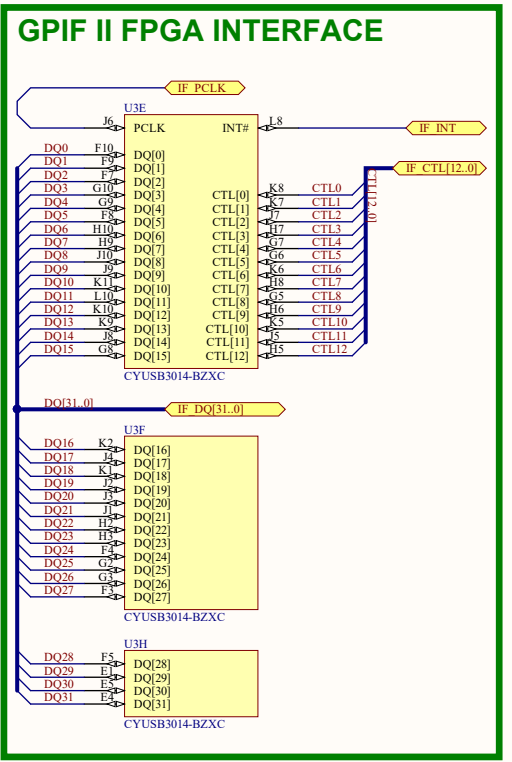 GPIF II FPGA INTERFACE
IF_PCLK
U3E
J6 PCLK INT# L8 IF_INT
IF_CTL[12..0]
CTL[12..0]
DQ0 F10 DQ[0]
DQ1 F9 DQ[1]
DQ2 F7 DQ[2]
DQ3 G10 DQ[3] CTL[0] K8 CTL0
DQ4 G9 DQ[4] CTL[1] K7 CTL1
DQ5 F8 DQ[5] CTL[2] J7 CTL2
DQ6 H10 DQ[6] CTL[3] H7 CTL3
DQ7 H9 DQ[7] CTL[4] G7 CTL4
DQ8 J10 DQ[8] CTL[5] G6 CTL5
DQ9 J9 DQ[9] CTL[6] K6 CTL6
DQ10 K11 DQ[10] CTL[7] H8 CTL7
DQ11 L10 DQ[11] CTL[8] G5 CTL8
DQ12 K10 DQ[12] CTL[9] H6 CTL9
DQ13 K9 DQ[13] CTL[10] K5 CTL10
DQ14 J8 DQ[14] CTL[11] J5 CTL11
DQ15 G8 DQ[15] CTL[12] H5 CTL12
CYUSB3014-BZXC
DQ[31..0] IF_DQ[31..0]
U3F
DQ16 K2 DQ[16]
DQ17 J4 DQ[17]
DQ18 K1 DQ[18]
DQ19 J2 DQ[19]
DQ20 J3 DQ[20]
DQ21 J1 DQ[21]
DQ22 H2 DQ[22]
DQ23 H3 DQ[23]
DQ24 F4 DQ[24]
DQ25 G2 DQ[25]
DQ26 G3 DQ[26]
DQ27 F3 DQ[27]
CYUSB3014-BZXC
U3H
DQ28 F5 DQ[28]
DQ29 E1 DQ[29]
DQ30 E5 DQ[30]
DQ31 E4 DQ[31]
CYUSB3014-BZXC